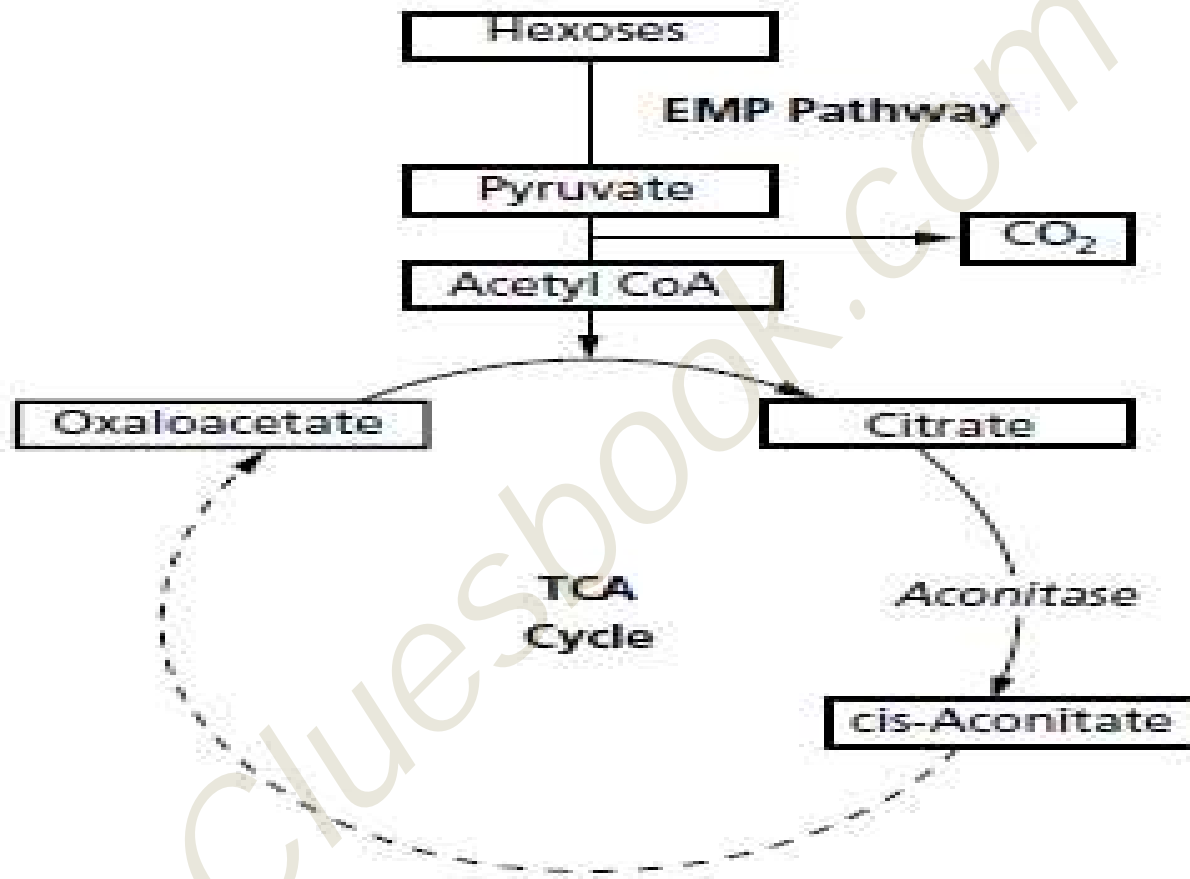 Hexoses
EMP Pathway
Pyruvate
CO₂
Acetyl CoA
Oxaloacetate
Citrate
TCA
Cycle
Aconitase
cis-Aconitate
Cluesbook.com